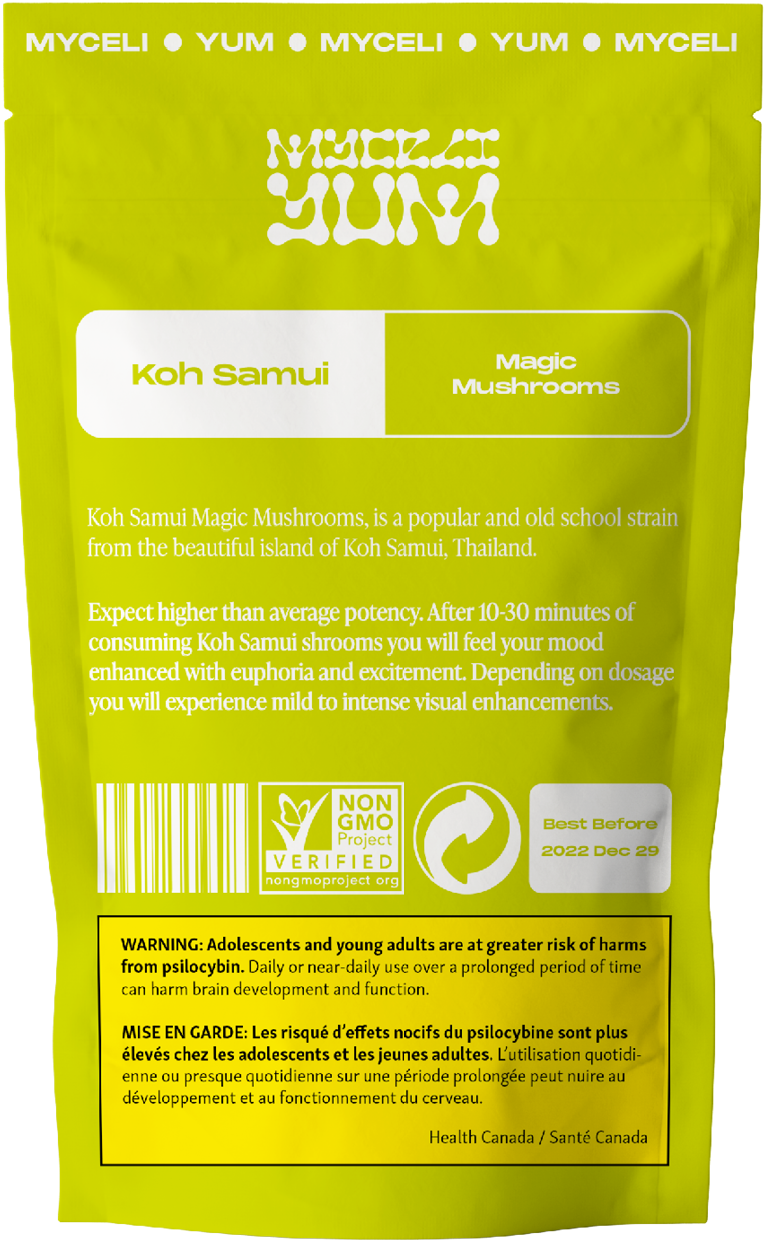 MYCELI ● YUM ● MYCELI ● YUM ● MYCELI
MYCELI
YUM
Koh Samui
Magic
Mushrooms
Koh Samui Magic Mushrooms, is a popular and old school strain
from the beautiful island of Koh Samui, Thailand.
Expect higher than average potency. After 10-30 minutes of
consuming Koh Samui shrooms you will feel your mood
enhanced with euphoria and excitement. Depending on dosage
you will experience mild to intense visual enhancements.
NON
GMO
Project
VERIFIED
nongmoproject org
Best Before
2022 Dec 29
WARNING: Adolescents and young adults are at greater risk of harms
from psilocybin. Daily or near-daily use over a prolonged period of time
can harm brain development and function.
MISE EN GARDE: Les risqué d'effets nocifs du psilocybine sont plus
élevés chez les adolescents et les jeunes adultes. L'utilisation quotidi-
enne ou presque quotidienne sur une période prolongée peut nuire au
développement et au fonctionnement du cerveau.
Health Canada / Santé Canada